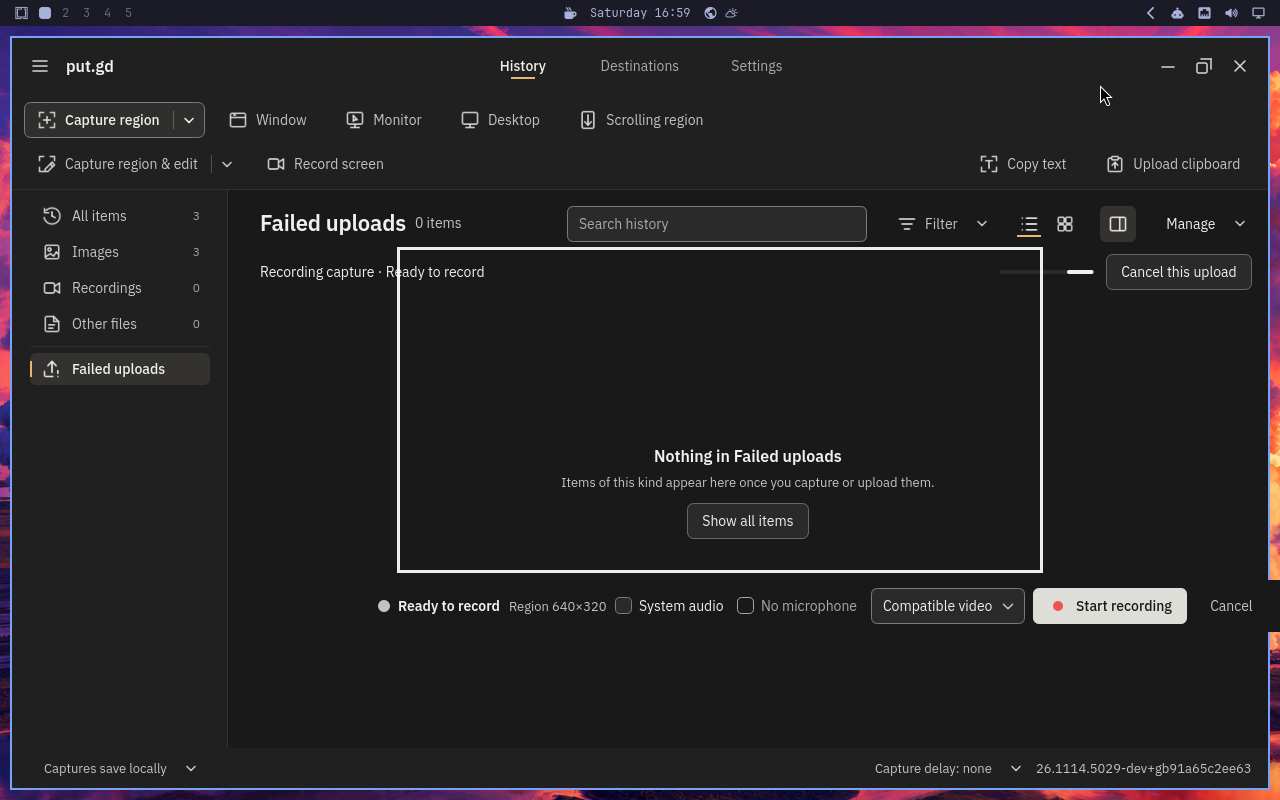 2 3 4 5 Saturday 16:59
put.gd History Destinations Settings
Capture region Window Monitor Desktop Scrolling region
Capture region & edit Record screen Copy text Upload clipboard
All items 3
Images 3
Recordings 0
Other files 0
Failed uploads
Failed uploads 0 items Search history Filter Manage
Recording capture · Ready to record Cancel this upload
Nothing in Failed uploads
Items of this kind appear here once you capture or upload them.
Show all items
Ready to record Region 640×320 System audio No microphone Compatible video Start recording Cancel
Captures save locally Capture delay: none 26.1114.5029-dev+gb91a65c2ee63